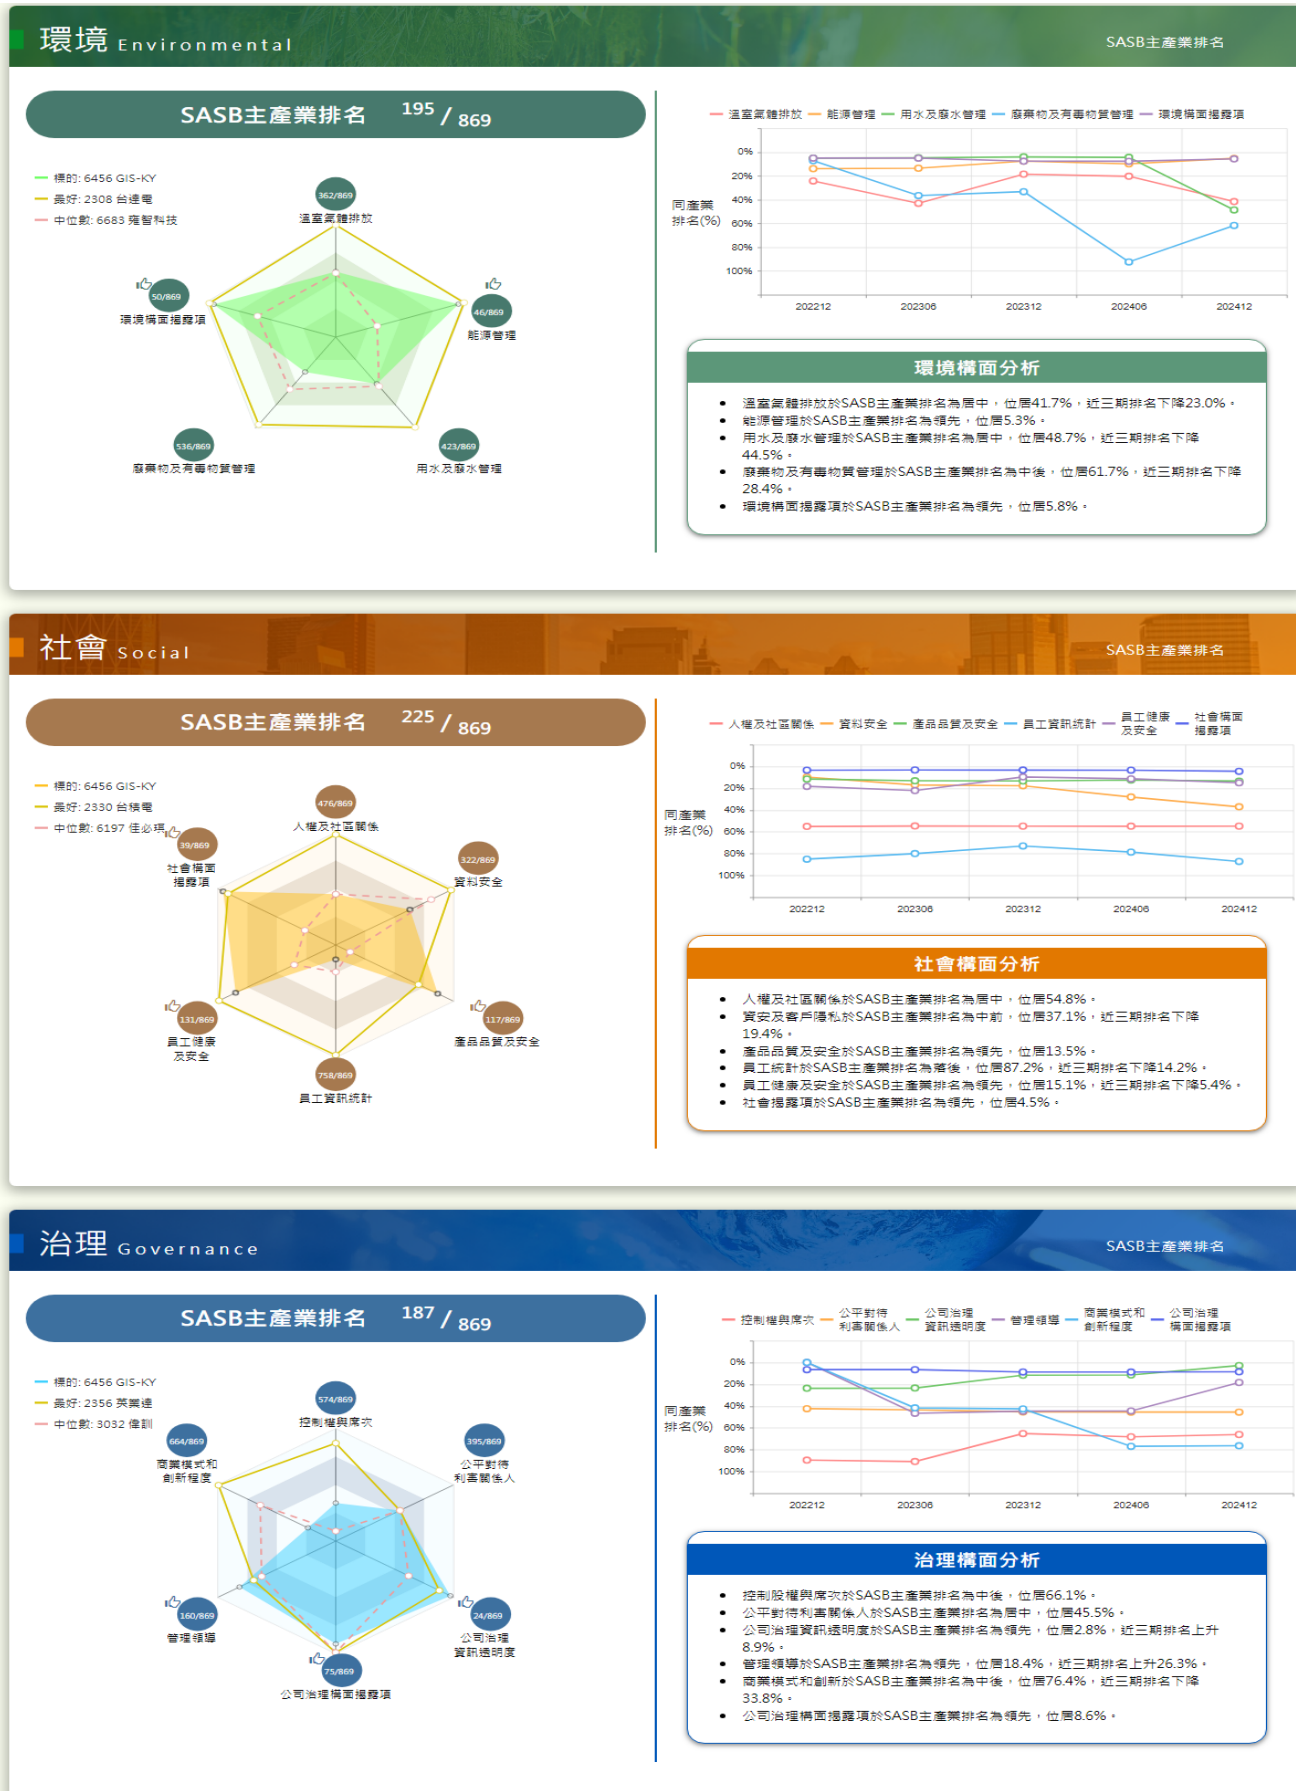 環境 Environmental
SASB主產業排名
SASB主產業排名 195 / 869
標的: 6456 GIS-KY
最好: 2308 台達電
中位數: 6683 雍智科技
362/869
溫室氣體排放
50/869
環境構面揭露項
46/869
能源管理
536/869
廢棄物及有毒物質管理
423/869
用水及廢水管理
溫室氣體排放 能源管理 用水及廢水管理 廢棄物及有毒物質管理 環境構面揭露項
同產業
排名(%)
0%
20%
40%
60%
80%
100%
202212 202306 202312 202406 202412
環境構面分析
• 溫室氣體排放於SASB主產業排名為居中，位居41.7%，近三期排名下降23.0%。
• 能源管理於SASB主產業排名為領先，位居5.3%。
• 用水及廢水管理於SASB主產業排名為居中，位居48.7%，近三期排名下降
44.5%。
• 廢棄物及有毒物質管理於SASB主產業排名為中後，位居61.7%，近三期排名下降
28.4%。
• 環境構面揭露項於SASB主產業排名為領先，位居5.8%。
社會 Social
SASB主產業排名
SASB主產業排名 225 / 869
標的: 6456 GIS-KY
最好: 2330 台積電
中位數: 6197 佳必琪
476/869
人權及社區關係
39/869
社會構面
揭露項
322/869
資料安全
131/869
員工健康
及安全
117/869
產品品質及安全
758/869
員工資訊統計
人權及社區關係 資料安全 產品品質及安全 員工資訊統計 員工健康
及安全 社會構面
揭露項
同產業
排名(%)
0%
20%
40%
60%
80%
100%
202212 202306 202312 202406 202412
社會構面分析
• 人權及社區關係於SASB主產業排名為居中，位居54.8%。
• 資安及客戶隱私於SASB主產業排名為中前，位居37.1%，近三期排名下降
19.4%。
• 產品品質及安全於SASB主產業排名為領先，位居13.5%。
• 員工統計於SASB主產業排名為落後，位居87.2%，近三期排名下降14.2%。
• 員工健康及安全於SASB主產業排名為領先，位居15.1%，近三期排名下降5.4%。
• 社會揭露項於SASB主產業排名為領先，位居4.5%。
治理 Governance
SASB主產業排名
SASB主產業排名 187 / 869
標的: 6456 GIS-KY
最好: 2356 英業達
中位數: 3032 偉訓
574/869
控制權與席次
664/869
商業模式和
創新程度
395/869
公平對待
利害關係人
160/869
管理領導
24/869
公司治理
資訊透明度
75/869
公司治理構面揭露項
控制權與席次 公平對待
利害關係人 公司治理
資訊透明度 管理領導 商業模式和
創新程度 公司治理
構面揭露項
同產業
排名(%)
0%
20%
40%
60%
80%
100%
202212 202306 202312 202406 202412
治理構面分析
• 控制股權與席次於SASB主產業排名為中後，位居66.1%。
• 公平對待利害關係人於SASB主產業排名為居中，位居45.5%。
• 公司治理資訊透明度於SASB主產業排名為領先，位居2.8%，近三期排名上升
8.9%。
• 管理領導於SASB主產業排名為領先，位居18.4%，近三期排名上升26.3%。
• 商業模式和創新於SASB主產業排名為中後，位居76.4%，近三期排名下降
33.8%。
• 公司治理構面揭露項於SASB主產業排名為領先，位居8.6%。